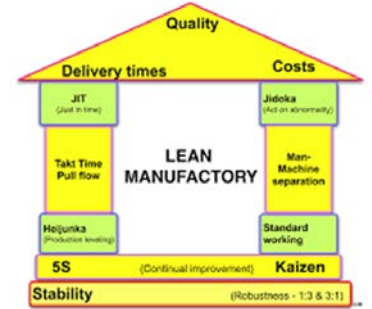 Quality
Delivery times Costs
JIT
(Just in time)
Jidoka
(Act on abnormality)
Takt Time
Pull flow
LEAN
MANUFACTORY
Man-
Machine
separation
Heijunka
(Production leveling)
Standard
working
5S (Continual improvement) Kaizen
Stability (Robustness - 1:3 & 3:1)